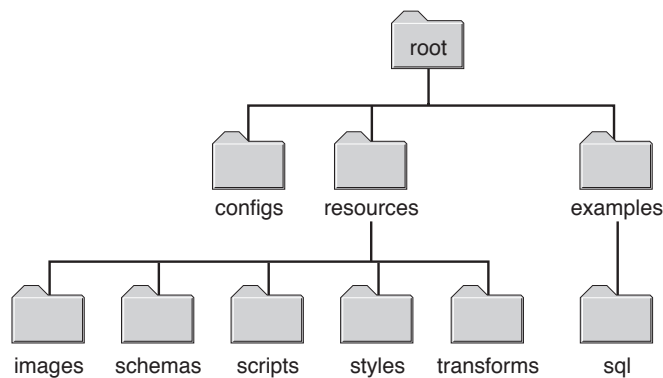 root
configs
resources
examples
images
schemas
scripts
styles
transforms
sql